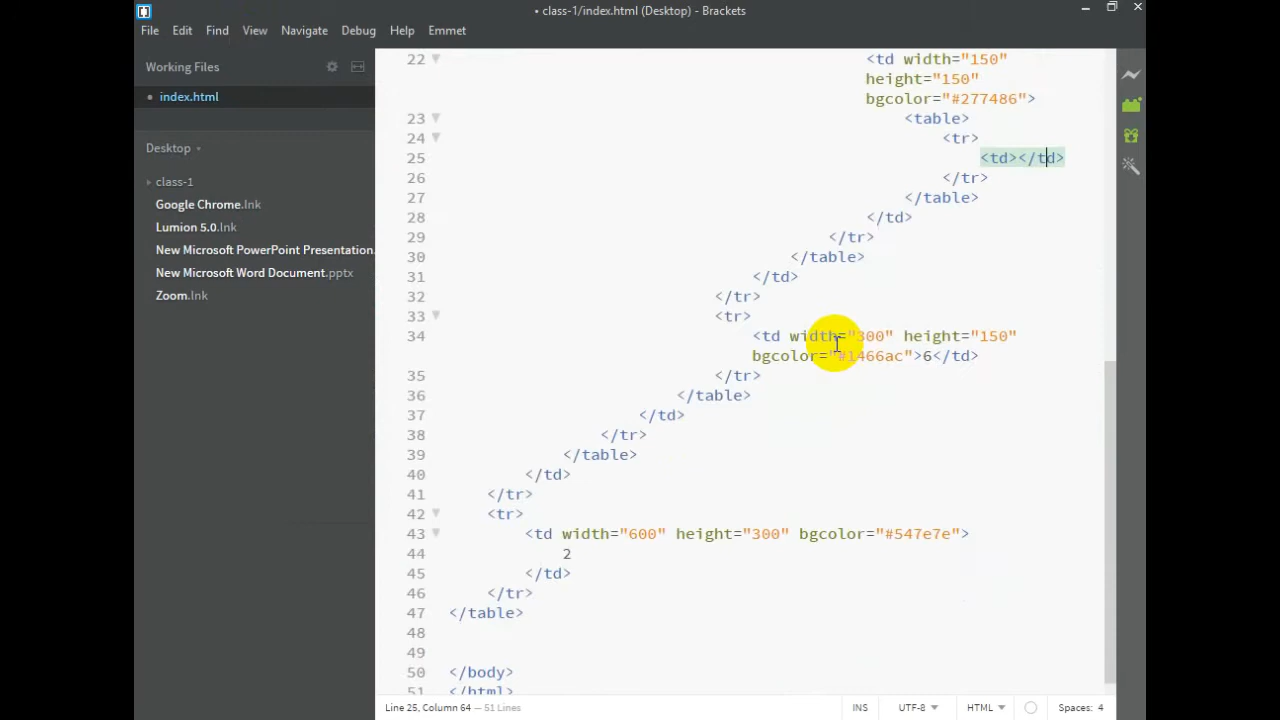 • class-1/index.html (Desktop) - Brackets
File Edit Find View Navigate Debug Help Emmet
Working Files
• index.html
Desktop
class-1
Google Chrome.lnk
Lumion 5.0.lnk
New Microsoft PowerPoint Presentation.
New Microsoft Word Document.pptx
Zoom.lnk
22 <td width="150"
height="150"
bgcolor="#277486">
23 <table>
24 <tr>
25 <td></td>
26 </tr>
27 </table>
28 </td>
29 </tr>
30 </table>
31 </td>
32 </tr>
33 <tr>
34 <td width="300" height="150"
bgcolor="#1466ac">6</td>
35 </tr>
36 </table>
37 </td>
38 </tr>
39 </table>
40 </td>
41 </tr>
42 <tr>
43 <td width="600" height="300" bgcolor="#547e7e">
44 2
45 </td>
46 </tr>
47 </table>
48
49
50 </body>
51 </html>
Line 25, Column 64 — 51 Lines INS UTF-8 HTML Spaces: 4